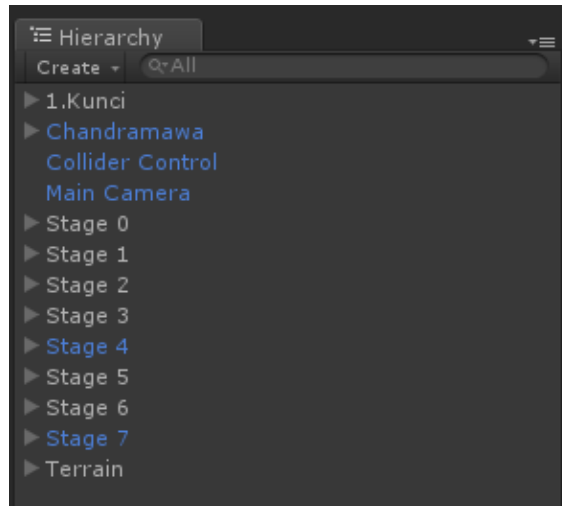 Hierarchy
Create All
1.Kunci
Chandramawa
Collider Control
Main Camera
Stage 0
Stage 1
Stage 2
Stage 3
Stage 4
Stage 5
Stage 6
Stage 7
Terrain